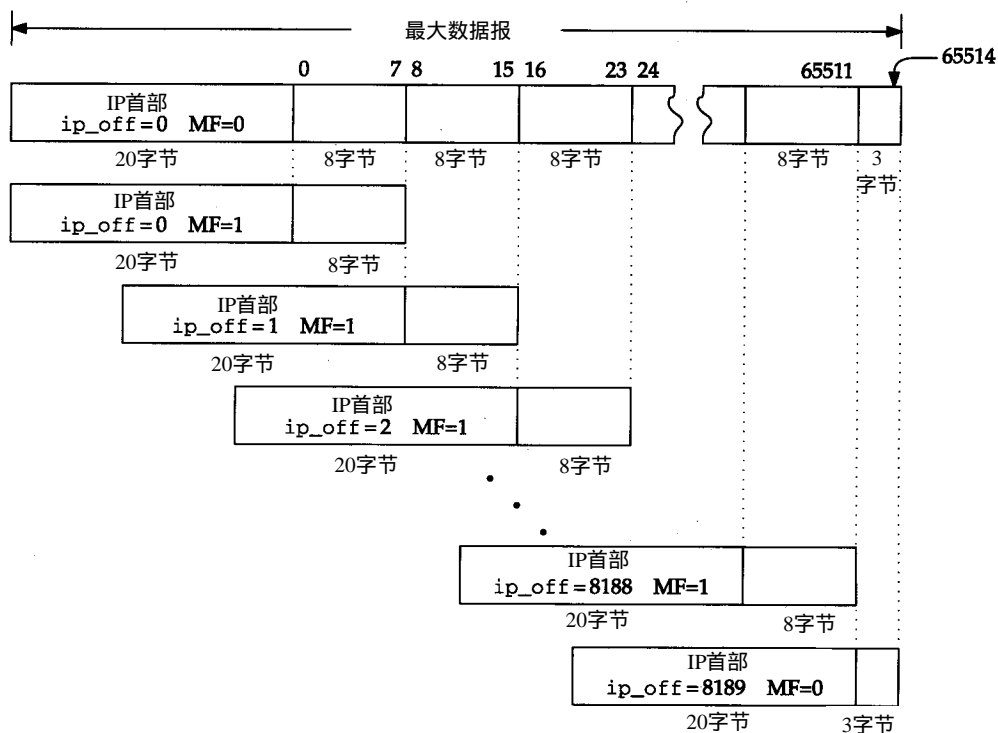 最大数据报
0 7 8 15 16 23 24 65511 65514
IP首部
ip_off=0 MF=0
20字节 8字节 8字节 8字节 8字节 3
字节
IP首部
ip_off=0 MF=1
20字节 8字节
IP首部
ip_off=1 MF=1
20字节 8字节
IP首部
ip_off=2 MF=1
20字节 8字节
IP首部
ip_off=8188 MF=1
20字节 8字节
IP首部
ip_off=8189 MF=0
20字节 3字节